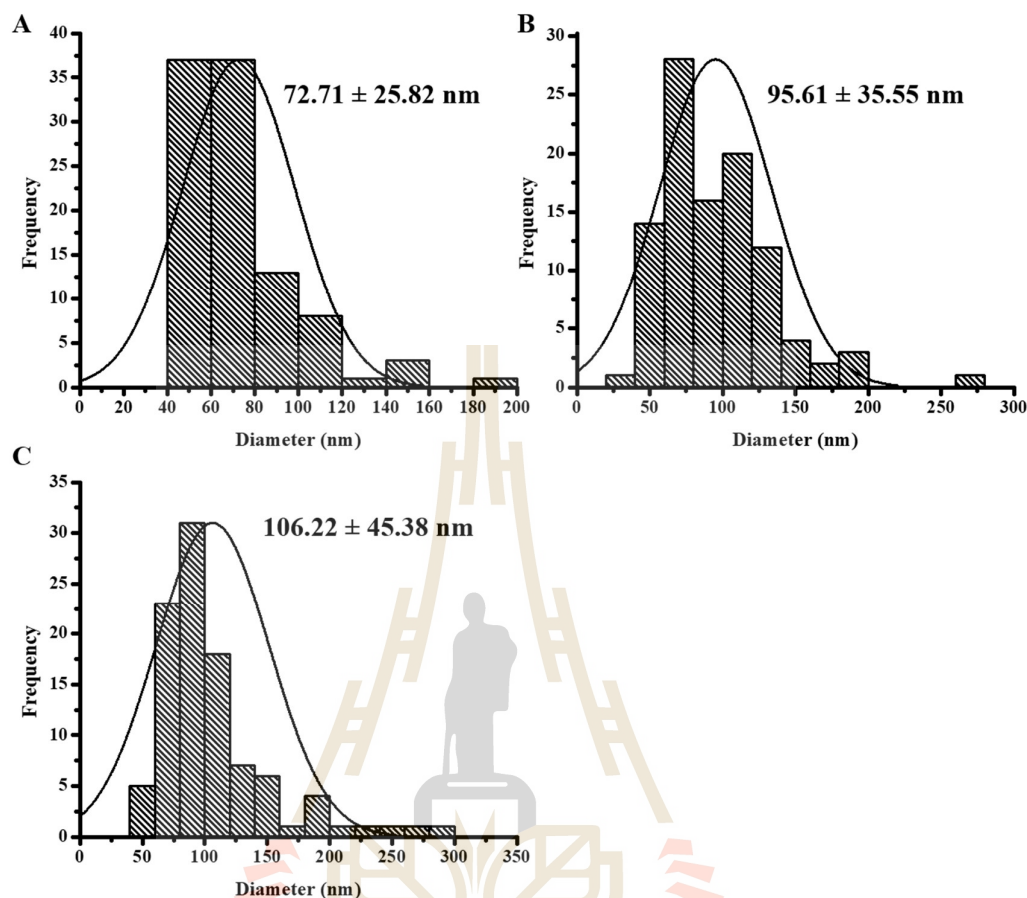 A
40
35
30
25
20
15
10
5
0
Frequency
72.71 ± 25.82 nm
0 20 40 60 80 100 120 140 160 180 200
Diameter (nm)
B
30
25
20
15
10
5
0
Frequency
95.61 ± 35.55 nm
0 50 100 150 200 250 300
Diameter (nm)
C
35
30
25
20
15
10
5
0
Frequency
106.22 ± 45.38 nm
0 50 100 150 200 250 300 350
Diameter (nm)